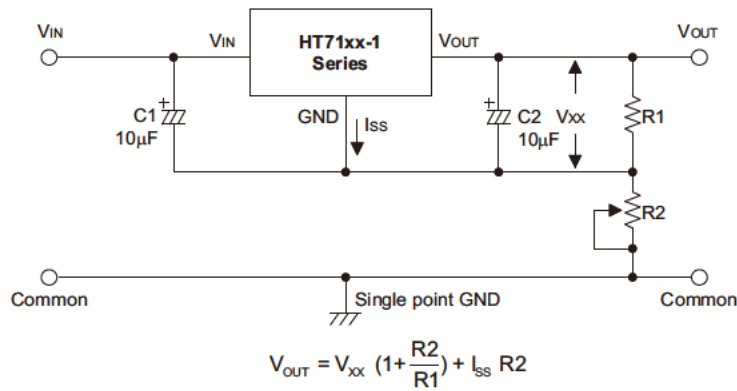 VIN
VIN
HT71xx-1
Series
VOUT
VOUT
C1
10μF
GND
ISS
C2
10μF
VXX
R1
R2
Common
Single point GND
Common
VOUT = VXX (1+R2/R1) + ISS R2